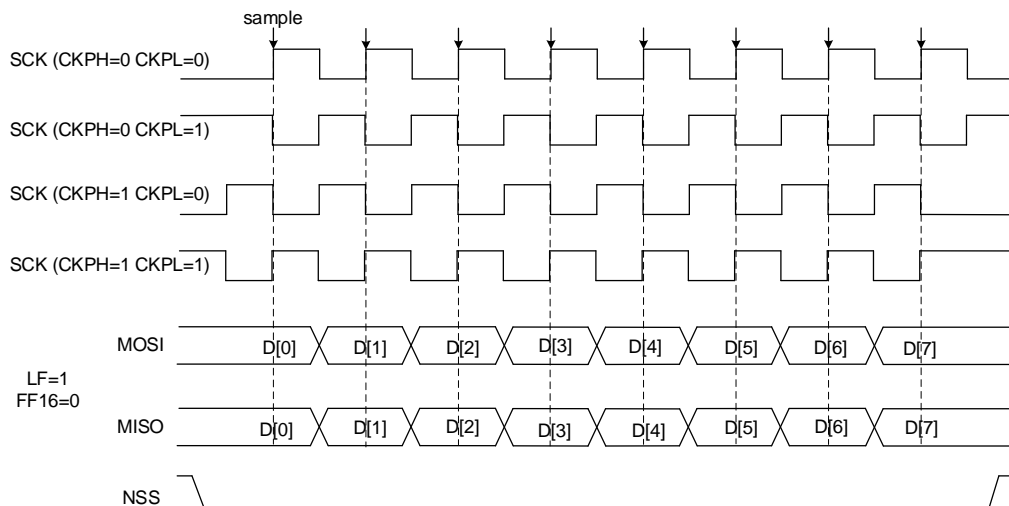 sample
SCK (CKPH=0 CKPL=0)
SCK (CKPH=0 CKPL=1)
SCK (CKPH=1 CKPL=0)
SCK (CKPH=1 CKPL=1)
MOSI D[0] D[1] D[2] D[3] D[4] D[5] D[6] D[7]
LF=1
FF16=0
MISO D[0] D[1] D[2] D[3] D[4] D[5] D[6] D[7]
NSS